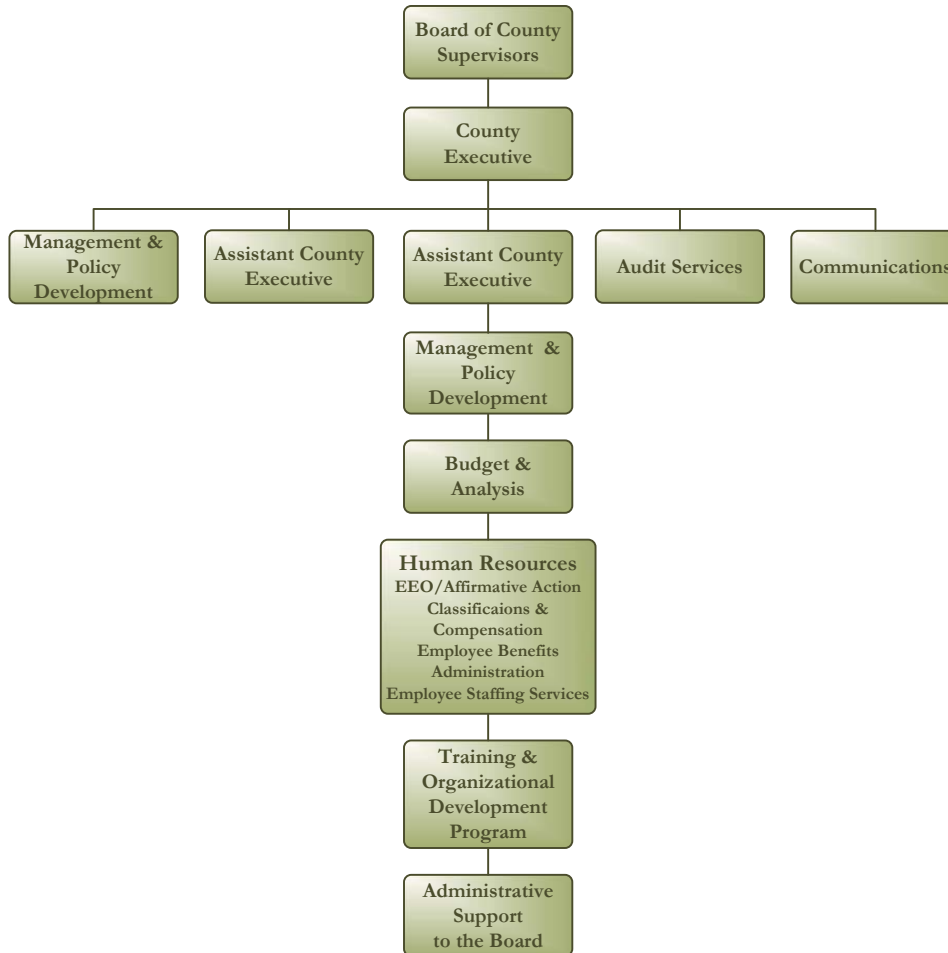 Board of County
Supervisors
County
Executive
Management &
Policy
Development
Assistant County
Executive
Assistant County
Executive
Audit Services
Communications
Management &
Policy
Development
Budget &
Analysis
Human Resources
EEO/Affirmative Action
Classificaions &
Compensation
Employee Benefits
Administration
Employee Staffing Services
Training &
Organizational
Development
Program
Administrative
Support
to the Board